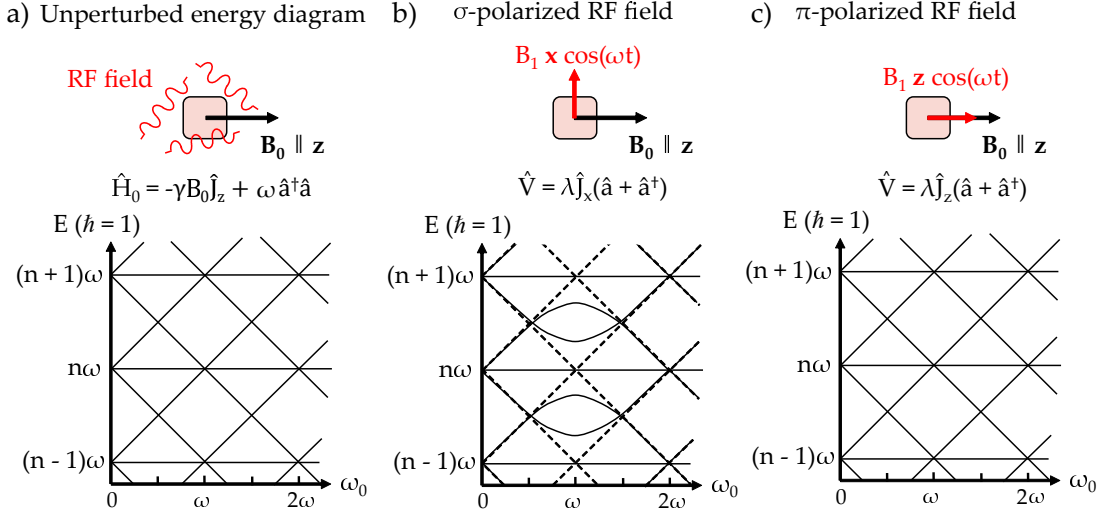 a) Unperturbed energy diagram
RF field
B₀ ∥ z
Ĥ₀ = -γB₀Ĵz + ω â†â
E (ℏ = 1)
(n + 1)ω
nω
(n - 1)ω
0 ω 2ω ω₀
b) σ-polarized RF field
B₁ x cos(ωt)
B₀ ∥ z
V̂ = λĴx(â + â†)
E (ℏ = 1)
(n + 1)ω
nω
(n - 1)ω
0 ω 2ω ω₀
c) π-polarized RF field
B₁ z cos(ωt)
B₀ ∥ z
V̂ = λĴz(â + â†)
E (ℏ = 1)
(n + 1)ω
nω
(n - 1)ω
0 ω 2ω ω₀